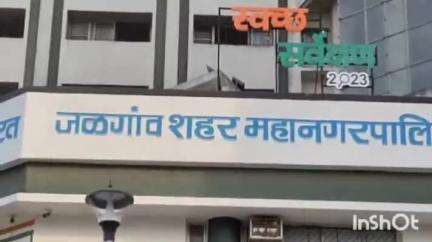 स्वच्छ
सर्वेक्षण
2023
जळगांव शहर महानगरपालि
InShOt